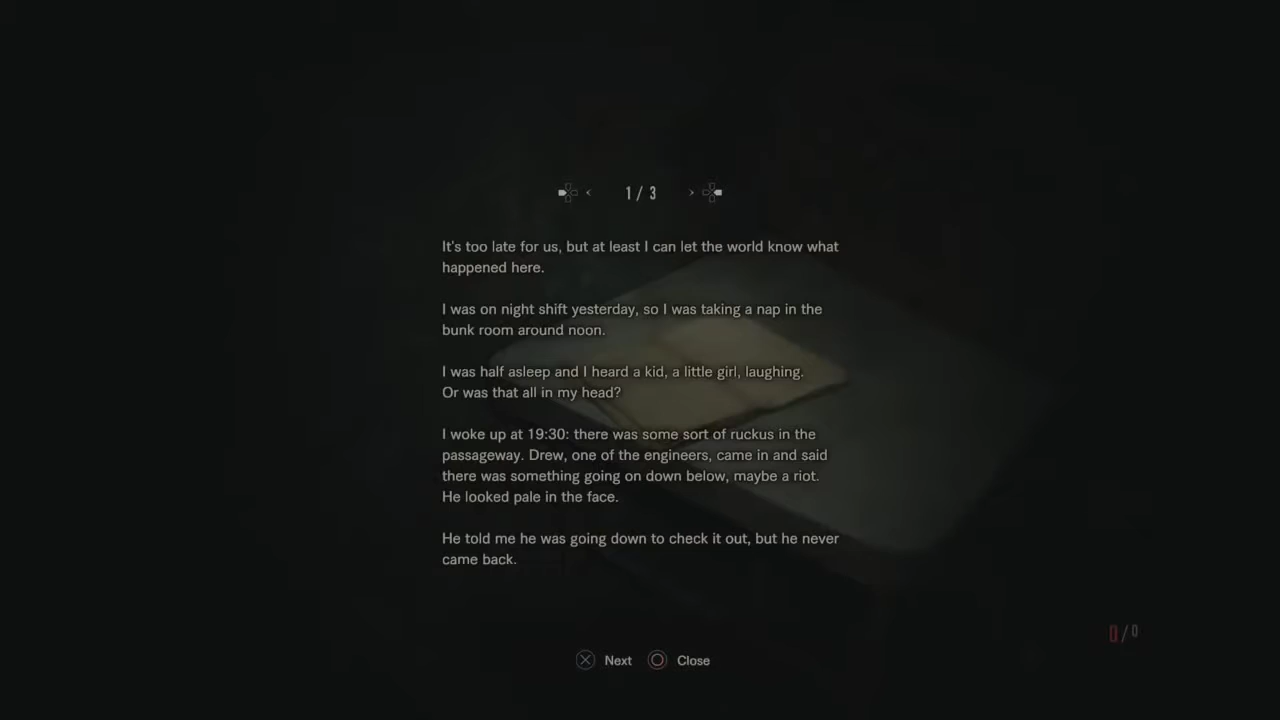 1 / 3
It's too late for us, but at least I can let the world know what
happened here.
I was on night shift yesterday, so I was taking a nap in the
bunk room around noon.
I was half asleep and I heard a kid, a little girl, laughing.
Or was that all in my head?
I woke up at 19:30: there was some sort of ruckus in the
passageway. Drew, one of the engineers, came in and said
there was something going on down below, maybe a riot.
He looked pale in the face.
He told me he was going down to check it out, but he never
came back.
0/0
Next Close